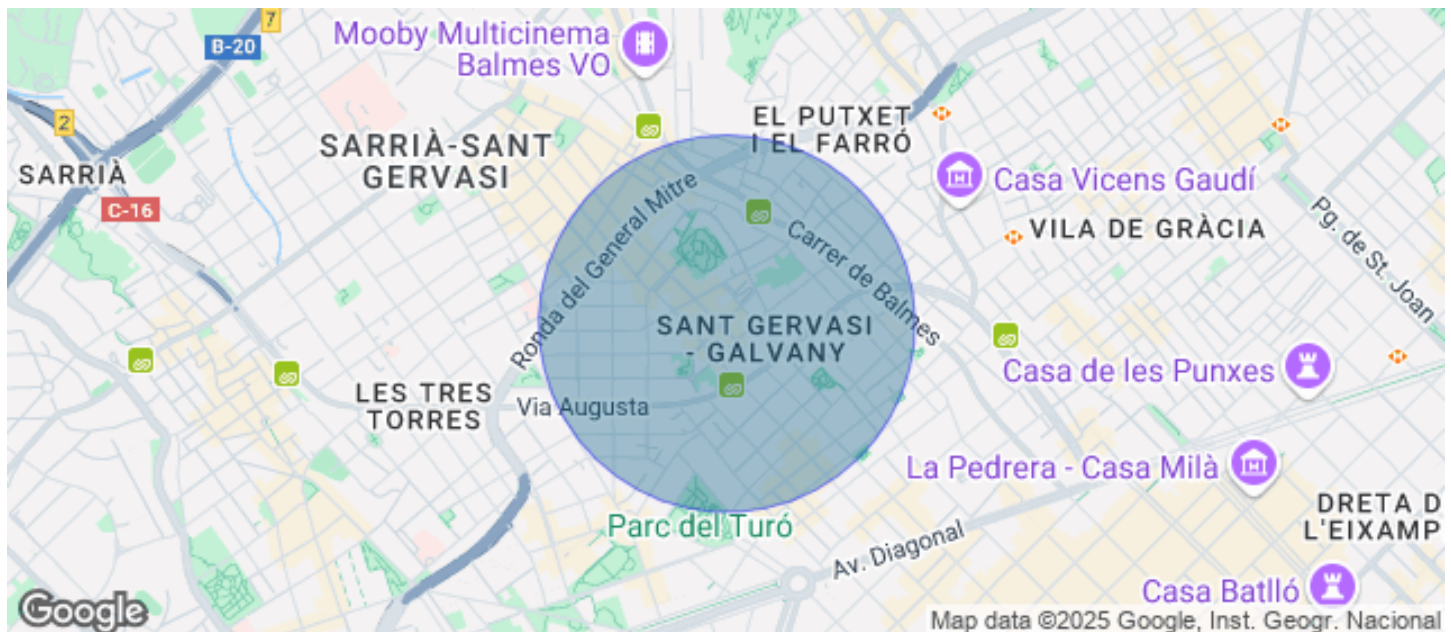 7
B-20
Mooby Multicinema
Balmes VO
2
EL PUTXET
I EL FARRÓ
SARRIÀ-SANT
GERVASI
SARRIÀ
C-16
Casa Vicens Gaudí
VILA DE GRÀCIA
Pg. de St. Joan
Ronda del General Mitre
Carrer de Balmes
SANT GERVASI
- GALVANY
Casa de les Punxes
LES TRES
TORRES
Via Augusta
La Pedrera - Casa Milà
DRETA D
L'EIXAMP
Parc del Turó
Av. Diagonal
Casa Batlló
Google
Map data ©2025 Google, Inst. Geogr. Nacional